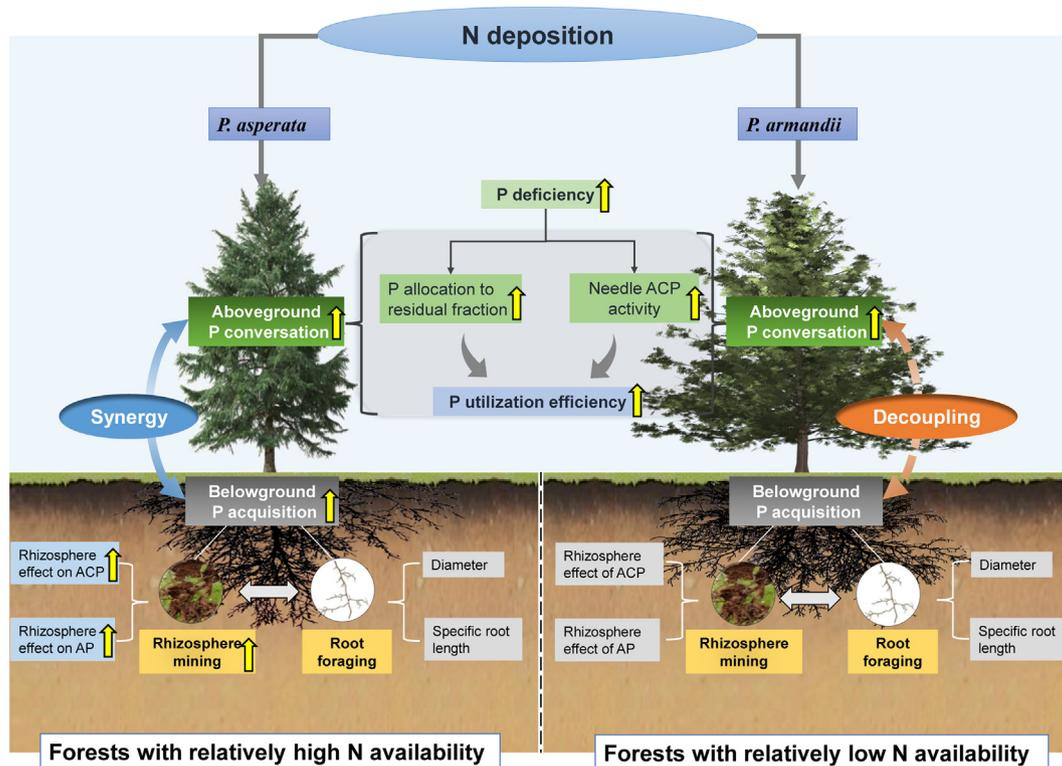 N deposition
P. asperata
P. armandii
P deficiency
P allocation to
residual fraction
Needle ACP
activity
Aboveground
P conversation
Aboveground
P conversation
P utilization efficiency
Synergy
Decoupling
Belowground
P acquisition
Belowground
P acquisition
Rhizosphere
effect on ACP
Diameter
Rhizosphere
effect on AP
Rhizosphere
mining
Root
foraging
Specific root
length
Rhizosphere
effect of ACP
Diameter
Rhizosphere
effect of AP
Rhizosphere
mining
Root
foraging
Specific root
length
Forests with relatively high N availability
Forests with relatively low N availability